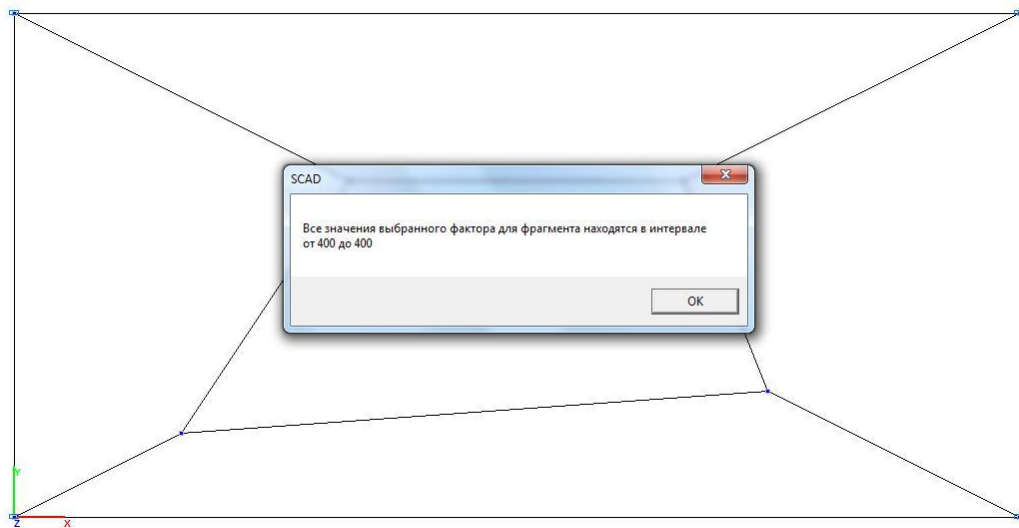 SCAD
Все значения выбранного фактора для фрагмента находятся в интервале
от 400 до 400
OK
Y
Z X